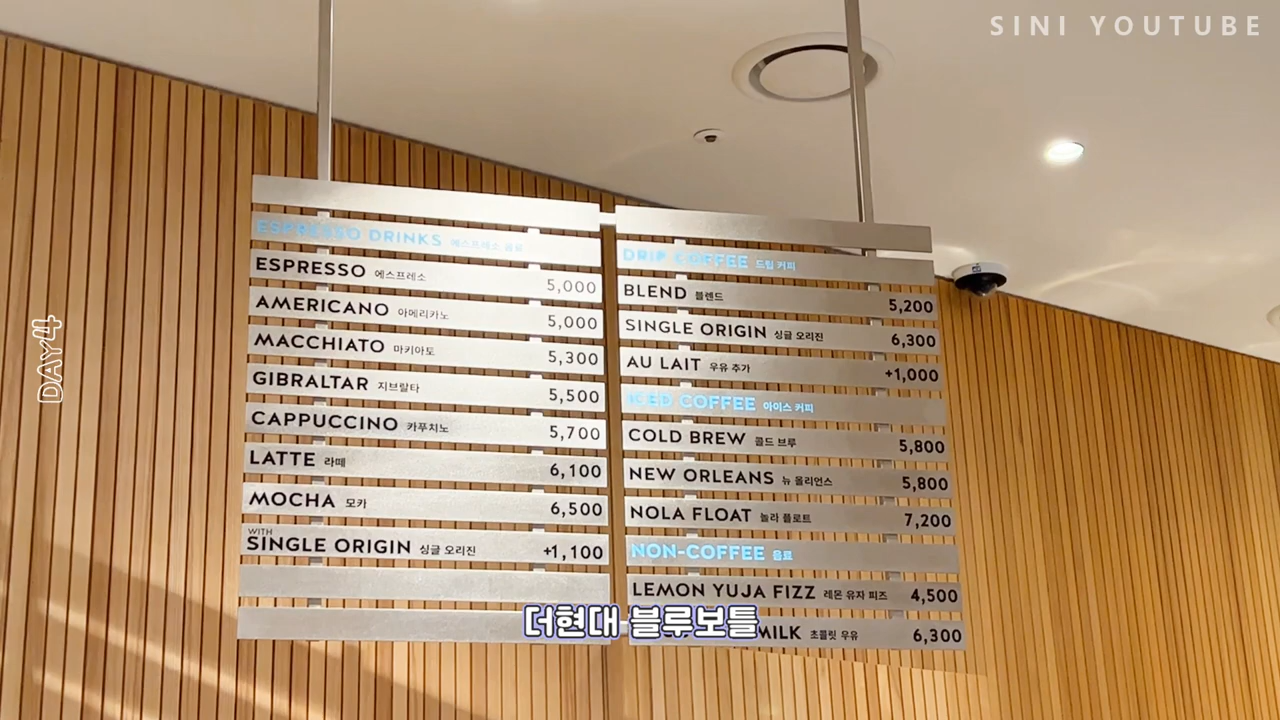 SINI YOUTUBE
ESPRESSO DRINKS 에스프레소 음료
ESPRESSO 에스프레소 5,000
AMERICANO 아메리카노 5,000
MACCHIATO 마키아토 5,300
GIBRALTAR 지브랄타 5,500
CAPPUCCINO 카푸치노 5,700
LATTE 라떼 6,100
MOCHA 모카 6,500
WITH
SINGLE ORIGIN 싱글 오리진 +1,100
DRIP COFFEE 드립 커피
BLEND 블렌드 5,200
SINGLE ORIGIN 싱글 오리진 6,300
AU LAIT 우유 추가 +1,000
ICED COFFEE 아이스 커피
COLD BREW 콜드 브루 5,800
NEW ORLEANS 뉴 올리언스 5,800
NOLA FLOAT 놀라 플로트 7,200
NON-COFFEE 음료
LEMON YUJA FIZZ 레몬 유자 피즈 4,500
MILK 초콜릿 우유 6,300
DAY4
더현대 블루보틀